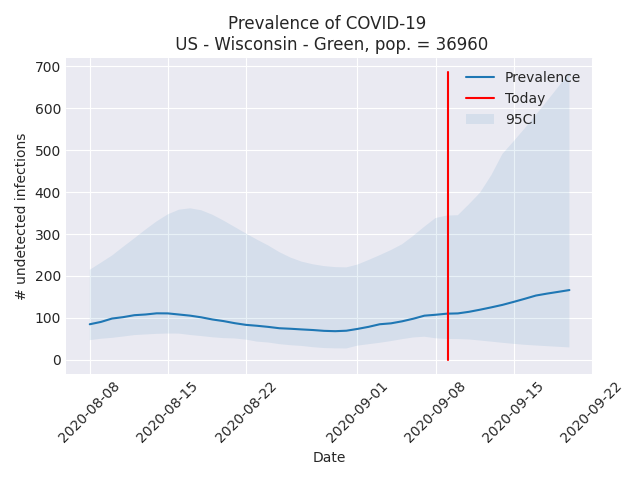 Prevalence of COVID-19
US - Wisconsin - Green, pop. = 36960
700
600
500
400
300
200
100
0
# undetected infections
Prevalence
Today
95CI
2020-08-08
2020-08-15
2020-08-22
2020-09-01
2020-09-08
2020-09-15
2020-09-22
Date